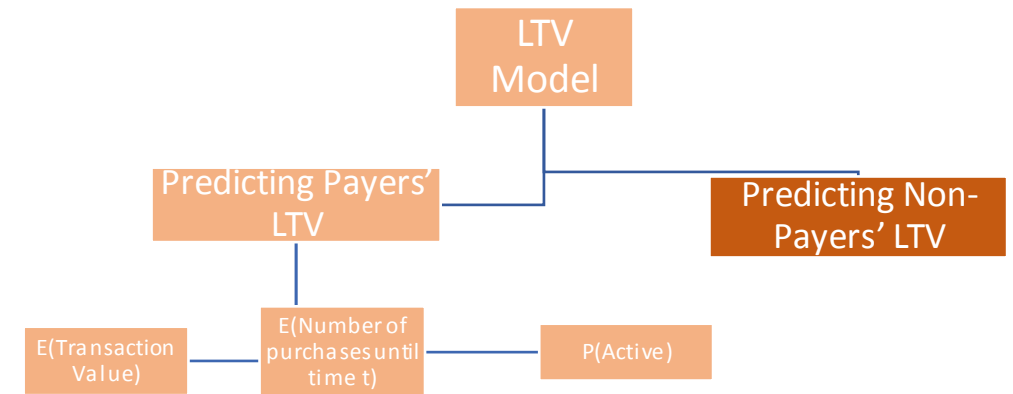 LTV
Model
Predicting Payers’
LTV
Predicting Non-
Payers’ LTV
E(Transaction
Value)
E(Number of
purchases until
time t)
P(Active)